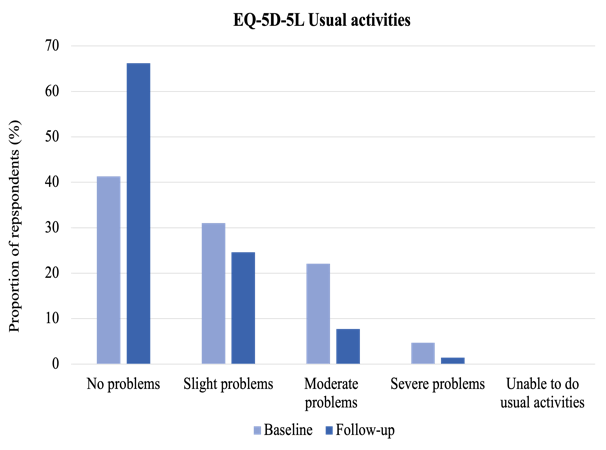 EQ-5D-5L Usual activities
Proportion of repspondents (%)
70
60
50
40
30
20
10
0
No problems
Slight problems
Moderate
problems
Severe problems
Unable to do
usual activities
Baseline
Follow-up